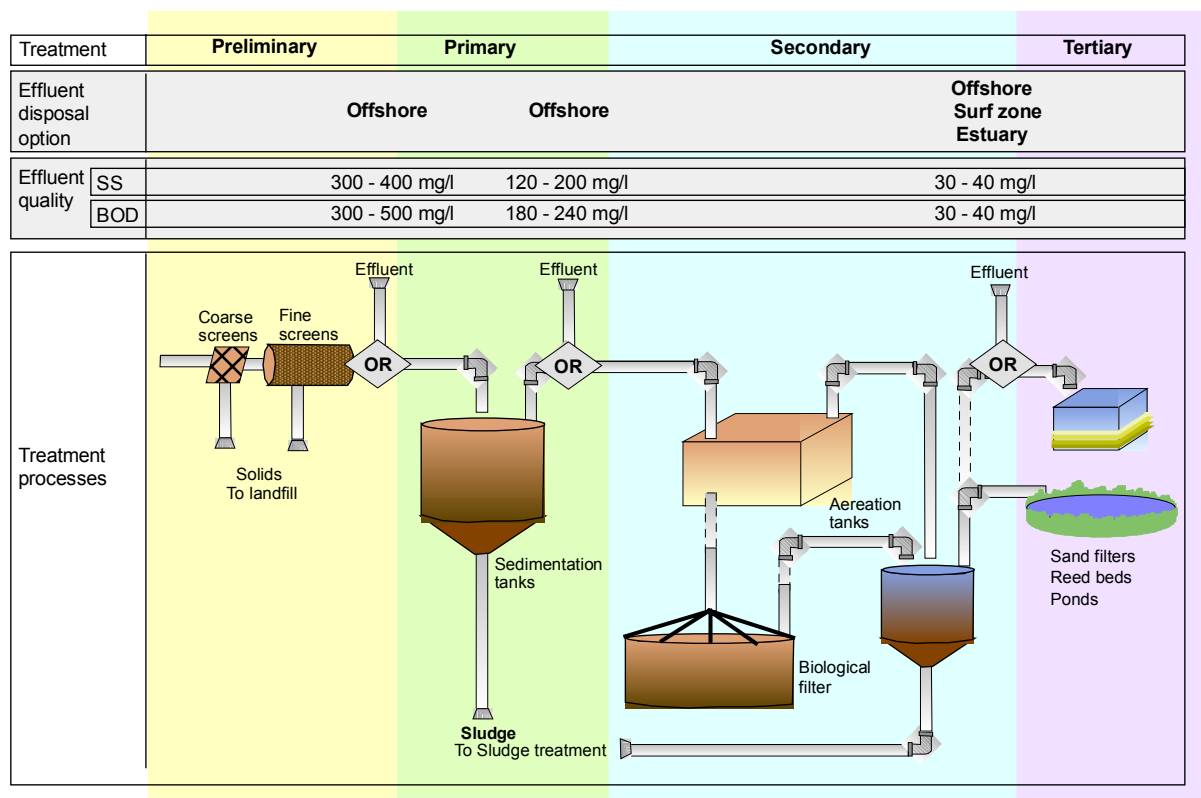 Treatment
Preliminary
Primary
Secondary
Tertiary
Effluent
disposal
option
Offshore
Offshore
Offshore
Surf zone
Estuary
Effluent
quality
SS
300 - 400 mg/l
120 - 200 mg/l
30 - 40 mg/l
BOD
300 - 500 mg/l
180 - 240 mg/l
30 - 40 mg/l
Treatment
processes
Effluent
Effluent
Effluent
Coarse
screens
Fine
screens
OR
OR
OR
Solids
To landfill
Sedimentation
tanks
Aereation
tanks
Sand filters
Reed beds
Ponds
Biological
filter
Sludge
To Sludge treatment